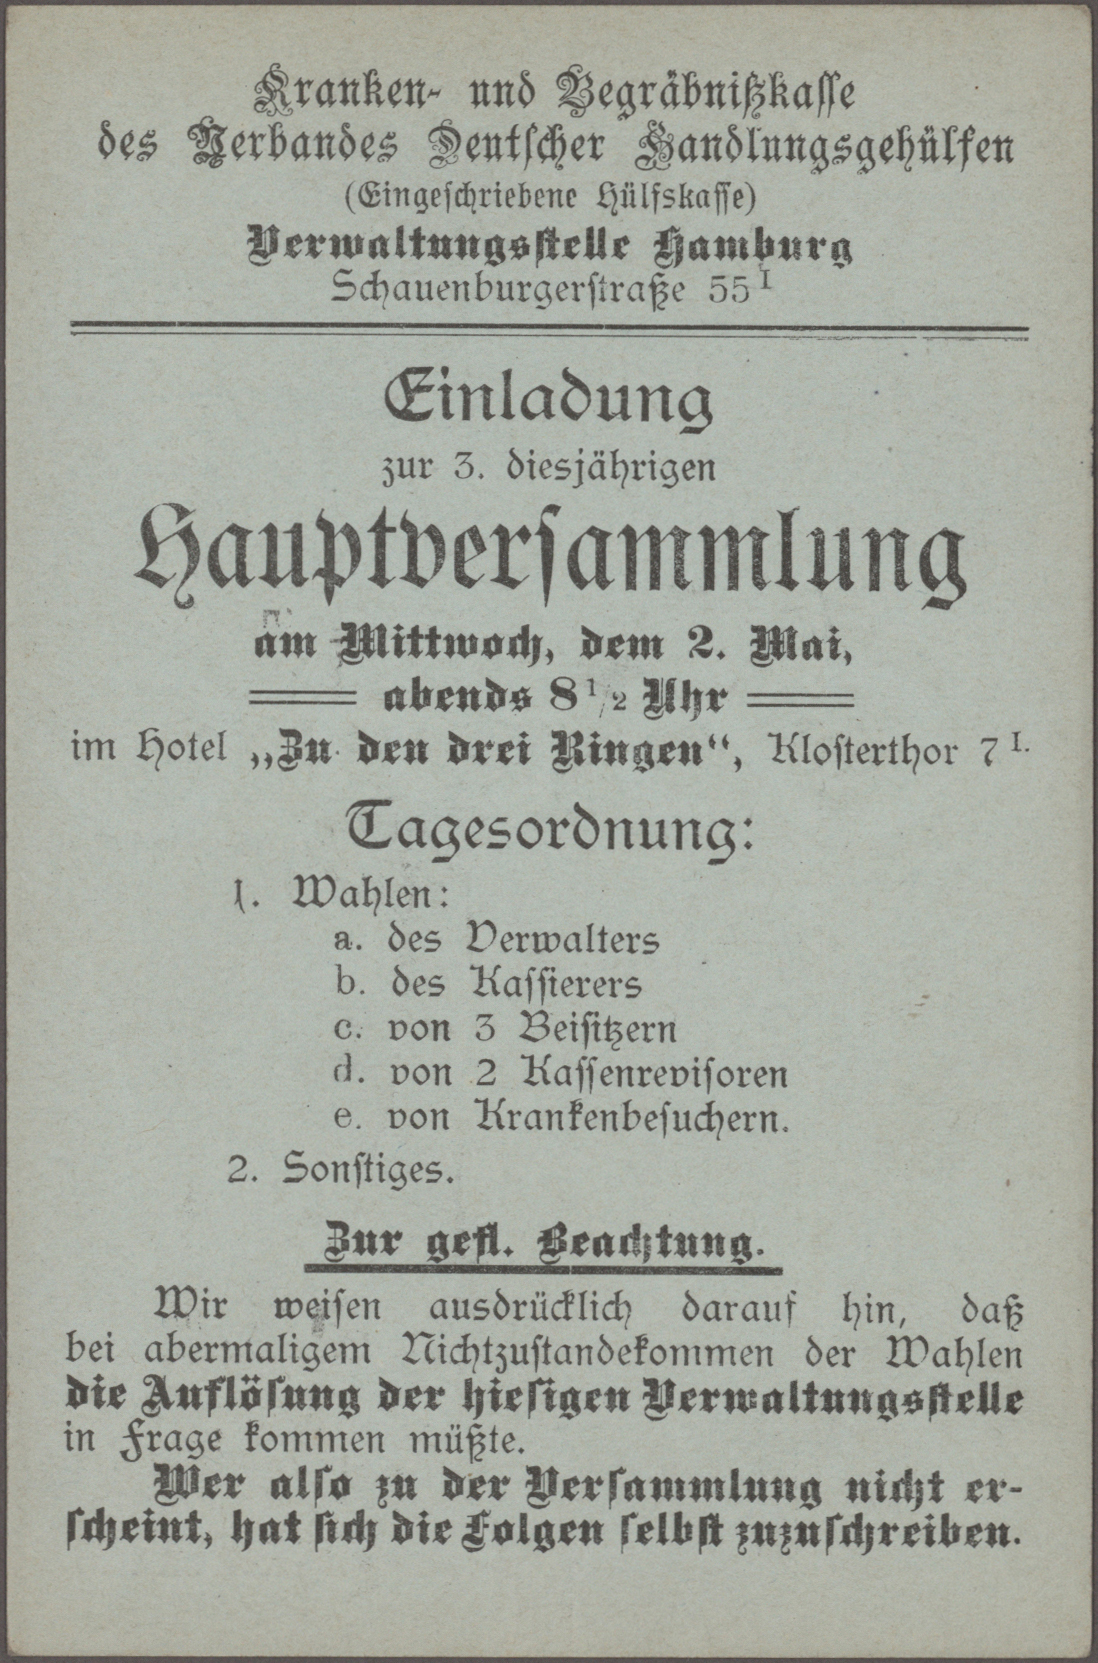 Kranken- und Begräbnißkasse
des Verbandes Deutscher Handlungsgehülfen
(Eingeschriebene Hülfskasse)
Verwaltungsstelle Hamburg
Schauenburgerstraße 55 I
Einladung
zur 3. diesjährigen
Hauptversammlung
am Mittwoch, dem 2. Mai,
abends 8 1/2 Uhr
im Hotel „Zu den drei Ringen“, Klosterthor 7 I.
Tagesordnung:
1. Wahlen:
a. des Verwalters
b. des Kassierers
c. von 3 Beisitzern
d. von 2 Kassenrevisoren
e. von Krankenbesuchern.
2. Sonstiges.
Zur gefl. Beachtung.
Wir weisen ausdrücklich darauf hin, daß
bei abermaligem Nichtzustandekommen der Wahlen
die Auflösung der hiesigen Verwaltungsstelle
in Frage kommen müßte.
Wer also zu der Versammlung nicht er-
scheint, hat sich die Folgen selbst zuzuschreiben.